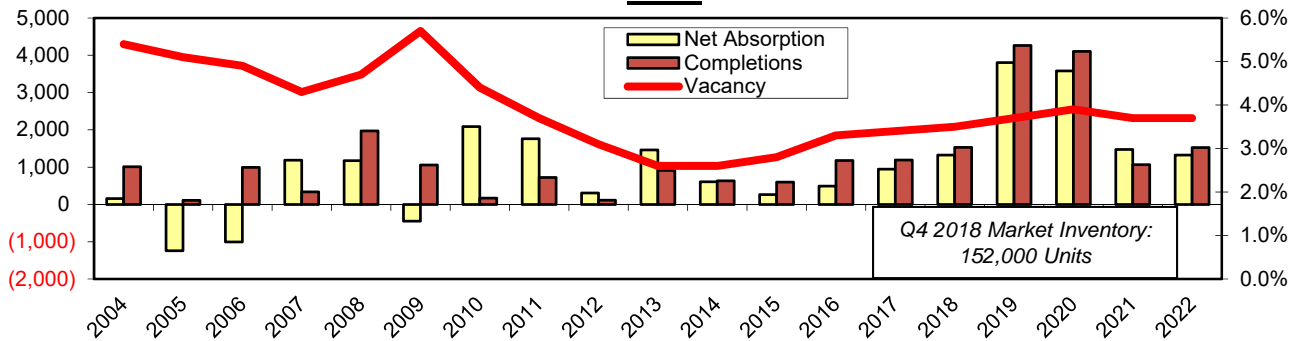 5,000
4,000
3,000
2,000
1,000
0
(1,000)
(2,000)
6.0%
5.0%
4.0%
3.0%
2.0%
1.0%
0.0%
Net Absorption
Completions
Vacancy
Q4 2018 Market Inventory:
152,000 Units
2004 2005 2006 2007 2008 2009 2010 2011 2012 2013 2014 2015 2016 2017 2018 2019 2020 2021 2022